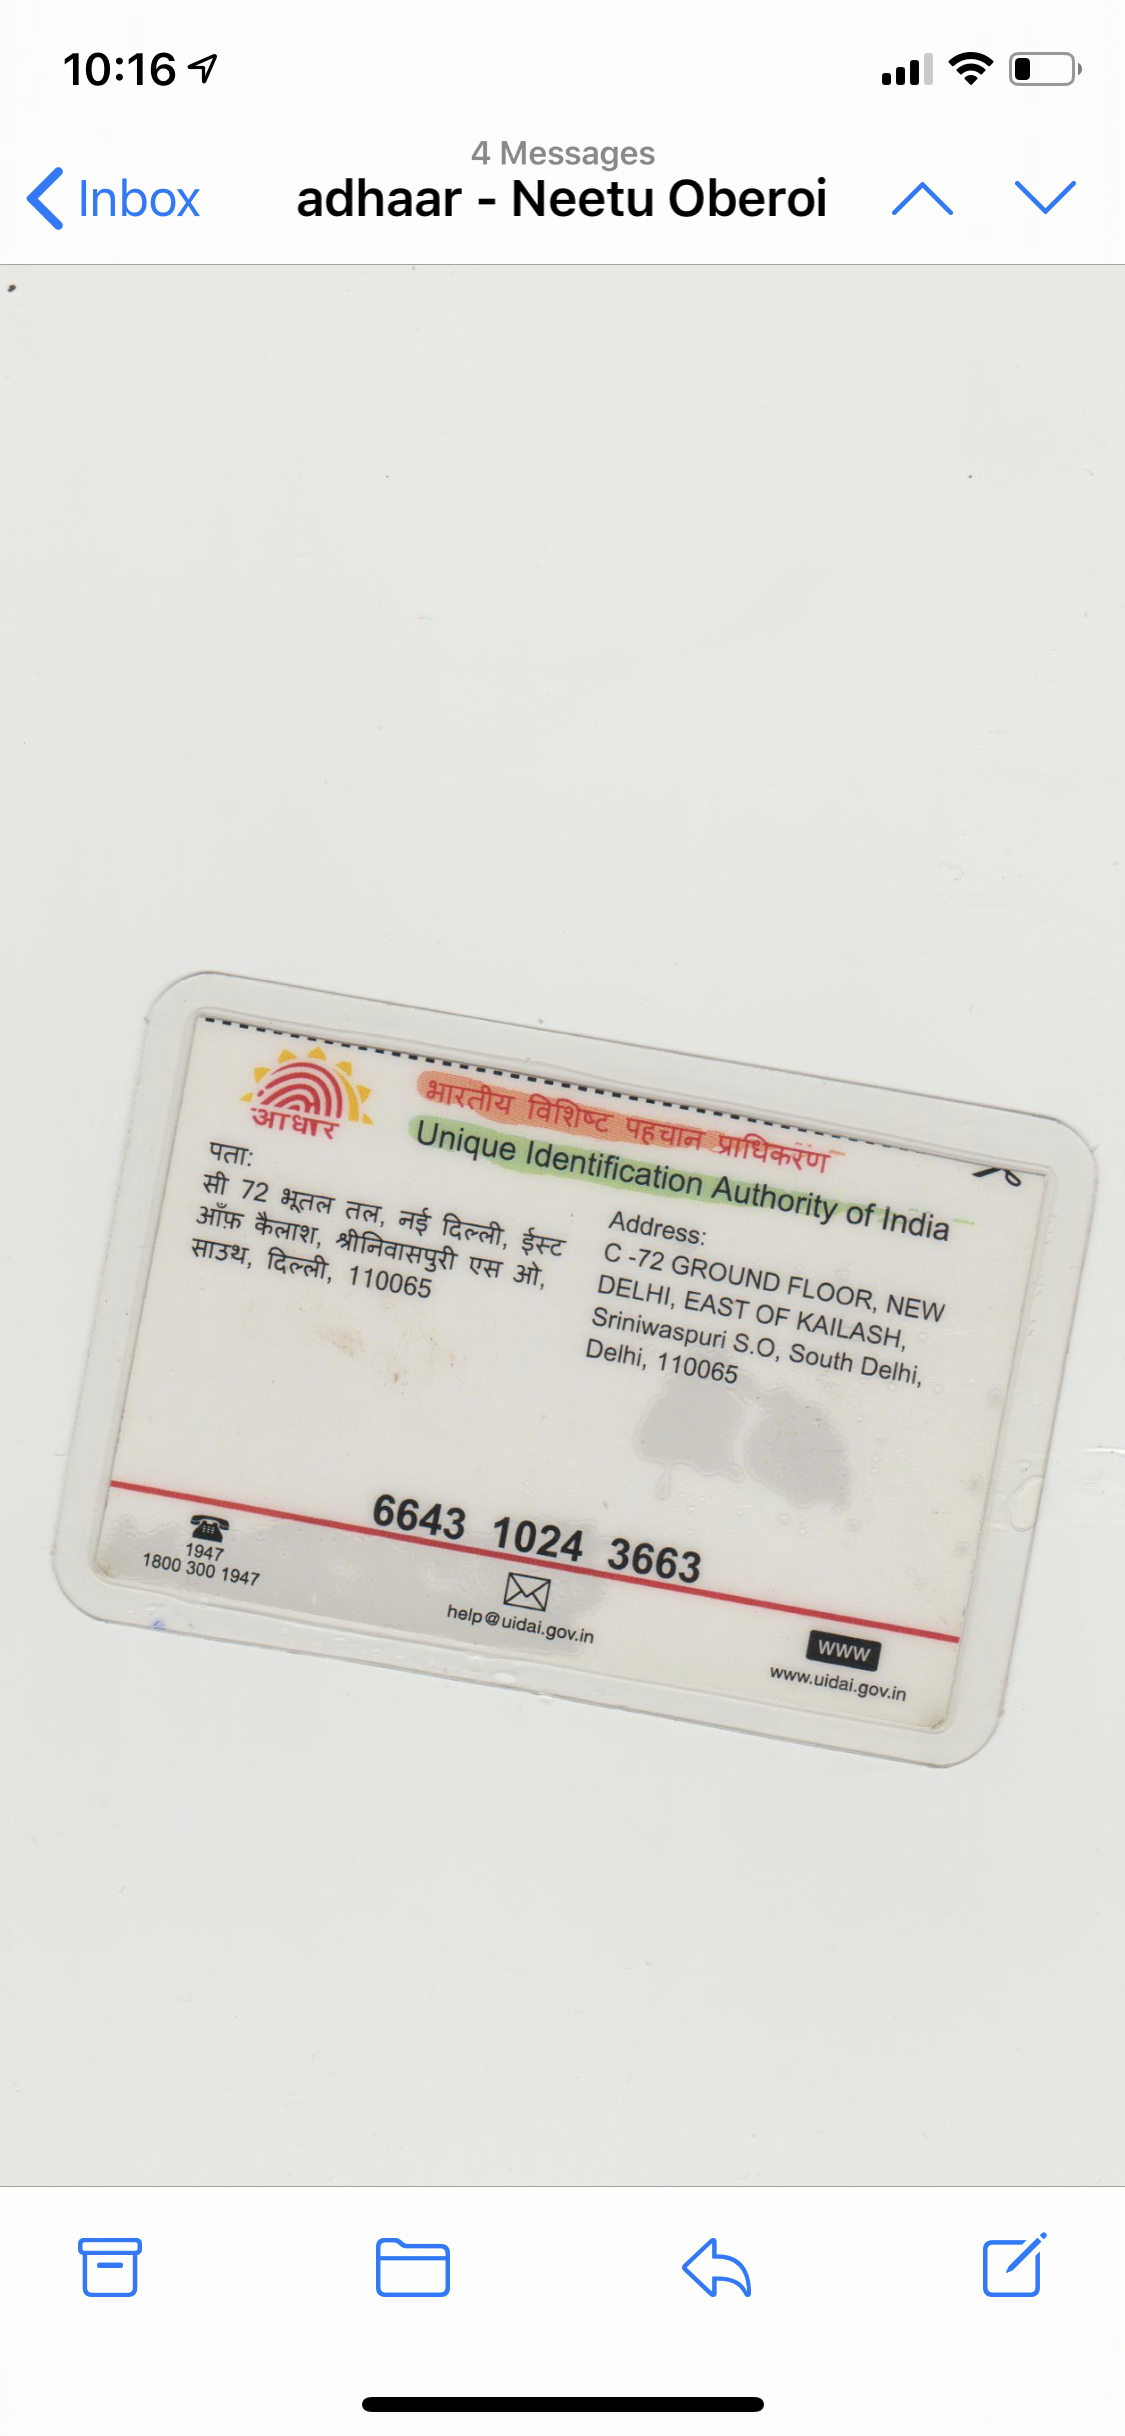 10:16
4 Messages
Inbox
adhaar - Neetu Oberoi
आधार
भारतीय विशिष्ट पहचान प्राधिकरण
Unique Identification Authority of India
पता:
सी 72 भूतल तल, नई दिल्ली, ईस्ट
ऑफ़ कैलाश, श्रीनिवासपुरी एस ओ,
साउथ, दिल्ली, 110065
Address:
C -72 GROUND FLOOR, NEW
DELHI, EAST OF KAILASH,
Sriniwaspuri S.O, South Delhi,
Delhi, 110065
6643 1024 3663
1947
1800 300 1947
help@uidai.gov.in
WWW
www.uidai.gov.in